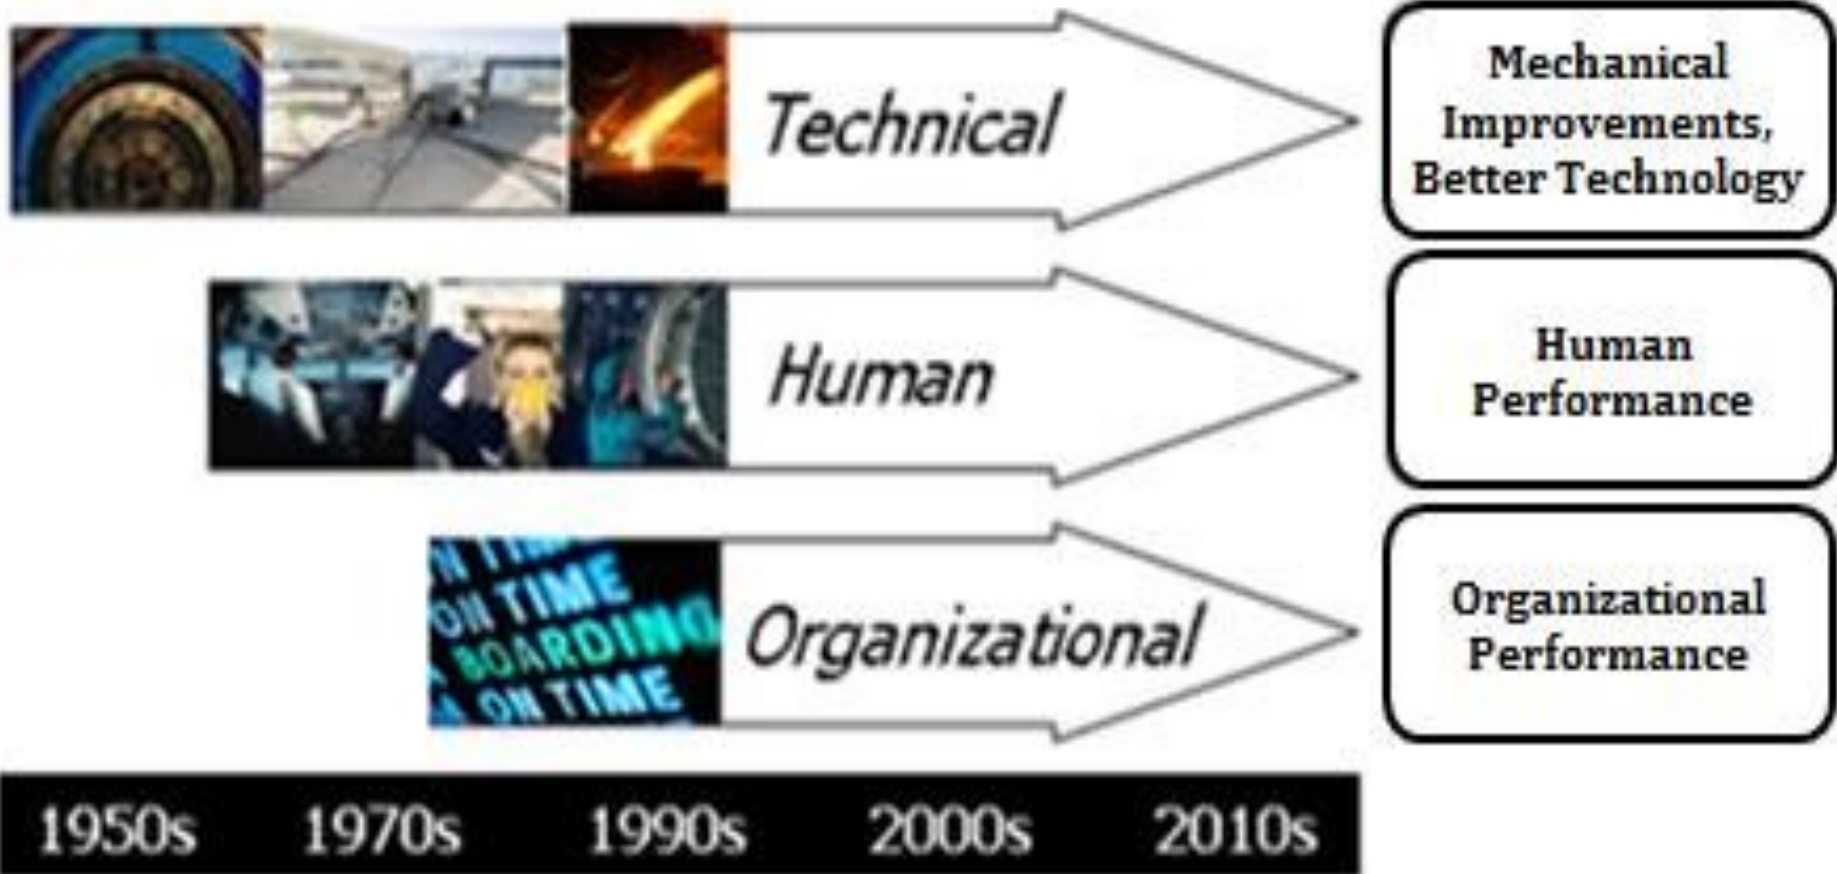 Technical
Mechanical
Improvements,
Better Technology
Human
Human
Performance
ON TIME
BOARDING
ON TIME
Organizational
Organizational
Performance
1950s 1970s 1990s 2000s 2010s